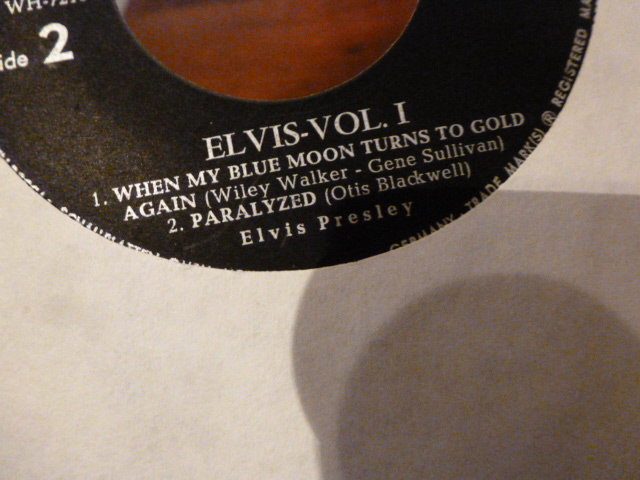 ide 2
ELVIS-VOL. I
1. WHEN MY BLUE MOON TURNS TO GOLD
AGAIN (Wiley Walker - Gene Sullivan)
2. PARALYZED (Otis Blackwell)
Elvis Presley
GERMANY, TRADE MARK(S) ® REGISTERED